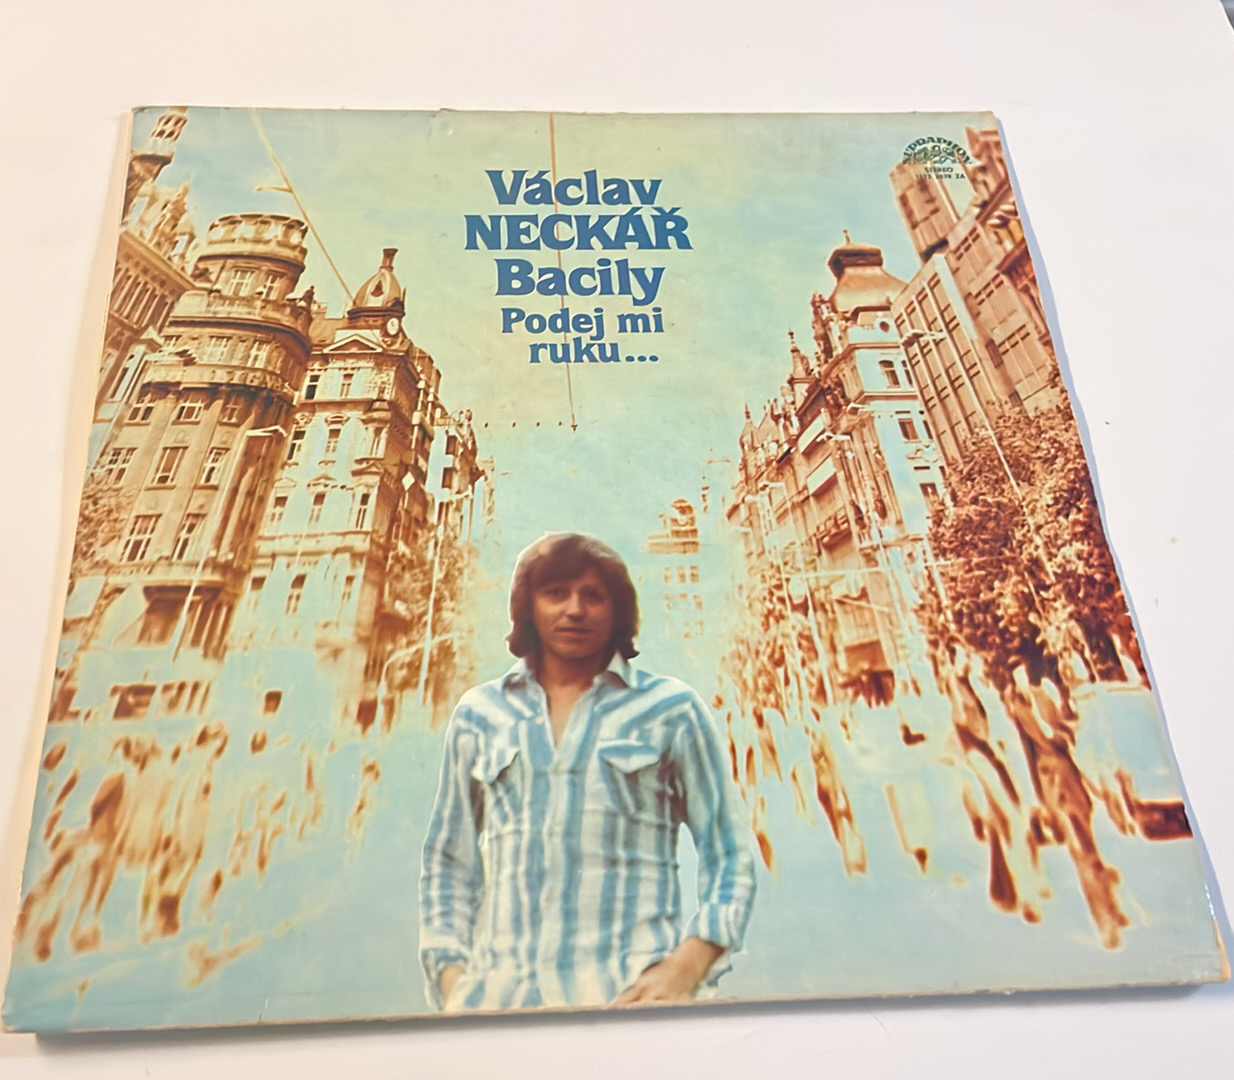 Václav
NECKÁŘ
Bacily
Podej mi
ruku...
SUPRAPHON
STEREO